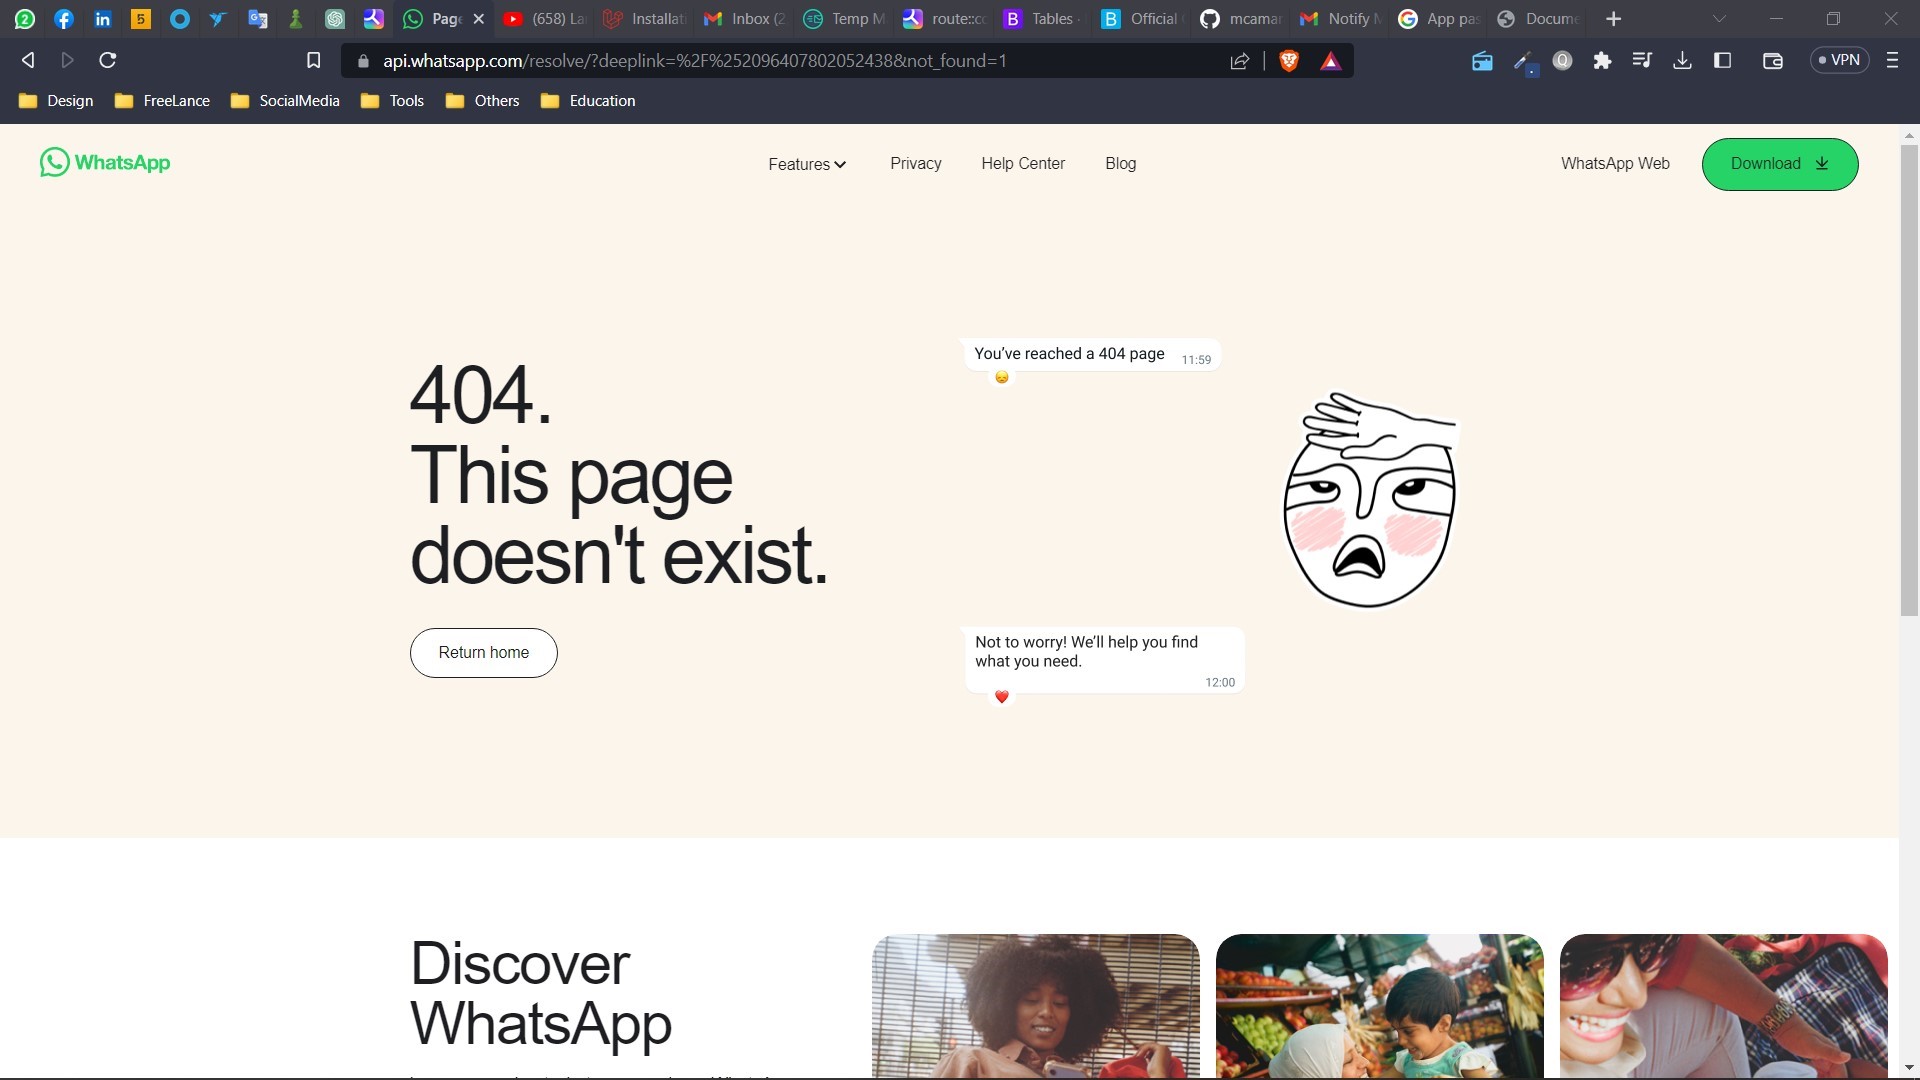 2
5
Page
(658) La
Installati
Inbox (2
Temp M
route::cc
B
Tables -
B
Official
mcamar
Notify M
App pas
Docume
api.whatsapp.com/resolve/?deeplink=%2F%2520964078020524​38&not_found=1
VPN
Design
FreeLance
SocialMedia
Tools
Others
Education
WhatsApp
Features
Privacy
Help Center
Blog
WhatsApp Web
Download
404.
This page
doesn't exist.
Return home
You've reached a 404 page
11:59
Not to worry! We'll help you find
what you need.
12:00
Discover
WhatsApp